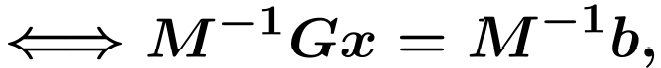 ⟺ M⁻¹Gx = M⁻¹b,